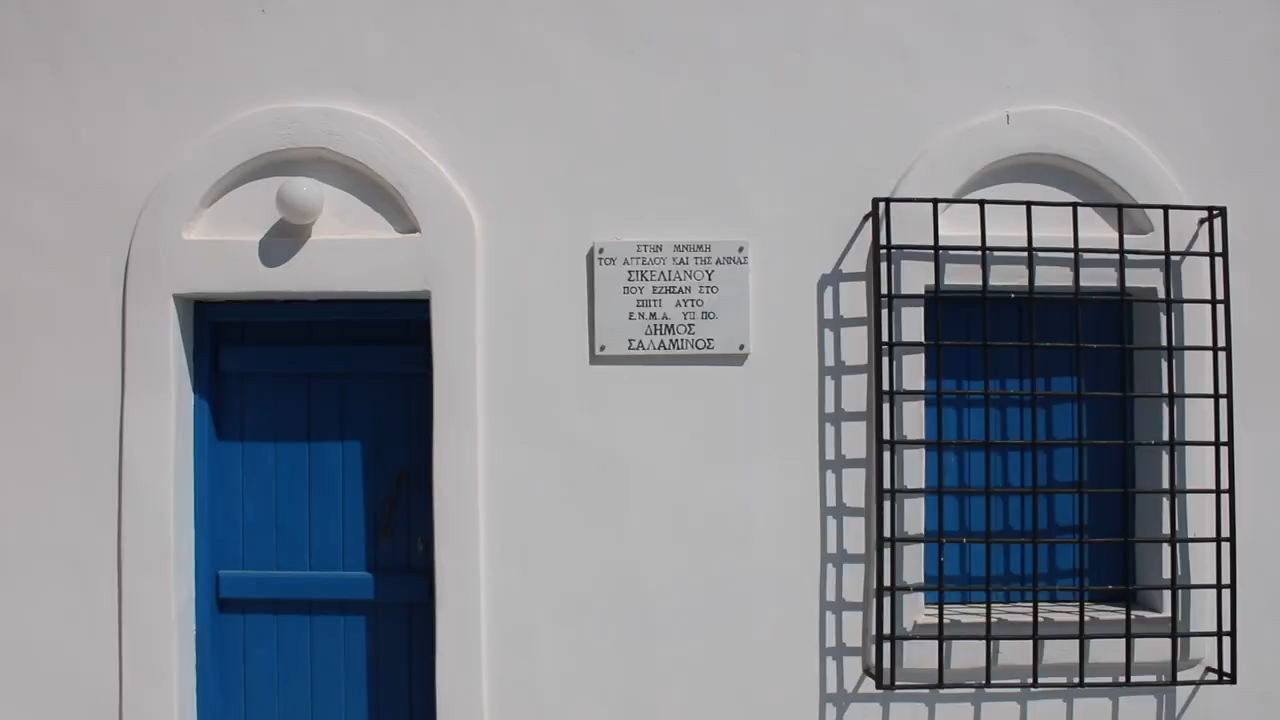 ΣΤΗΝ ΜΝΗΜΗ
ΤΟΥ ΑΓΓΕΛΟΥ ΚΑΙ ΤΗΣ ΑΝΝΑΣ
ΣΙΚΕΛΙΑΝΟΥ
ΠΟΥ ΕΖΗΣΑΝ ΣΤΟ
ΣΠΙΤΙ ΑΥΤΟ
Ε.Ν.Μ.Α. ΥΠ ΠΟ.
ΔΗΜΟΣ
ΣΑΛΑΜΙΝΟΣ